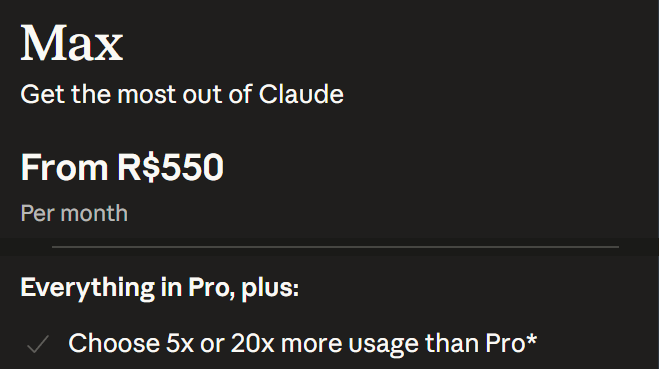 Max
Get the most out of Claude
From R$550
Per month
Everything in Pro, plus:
Choose 5x or 20x more usage than Pro*